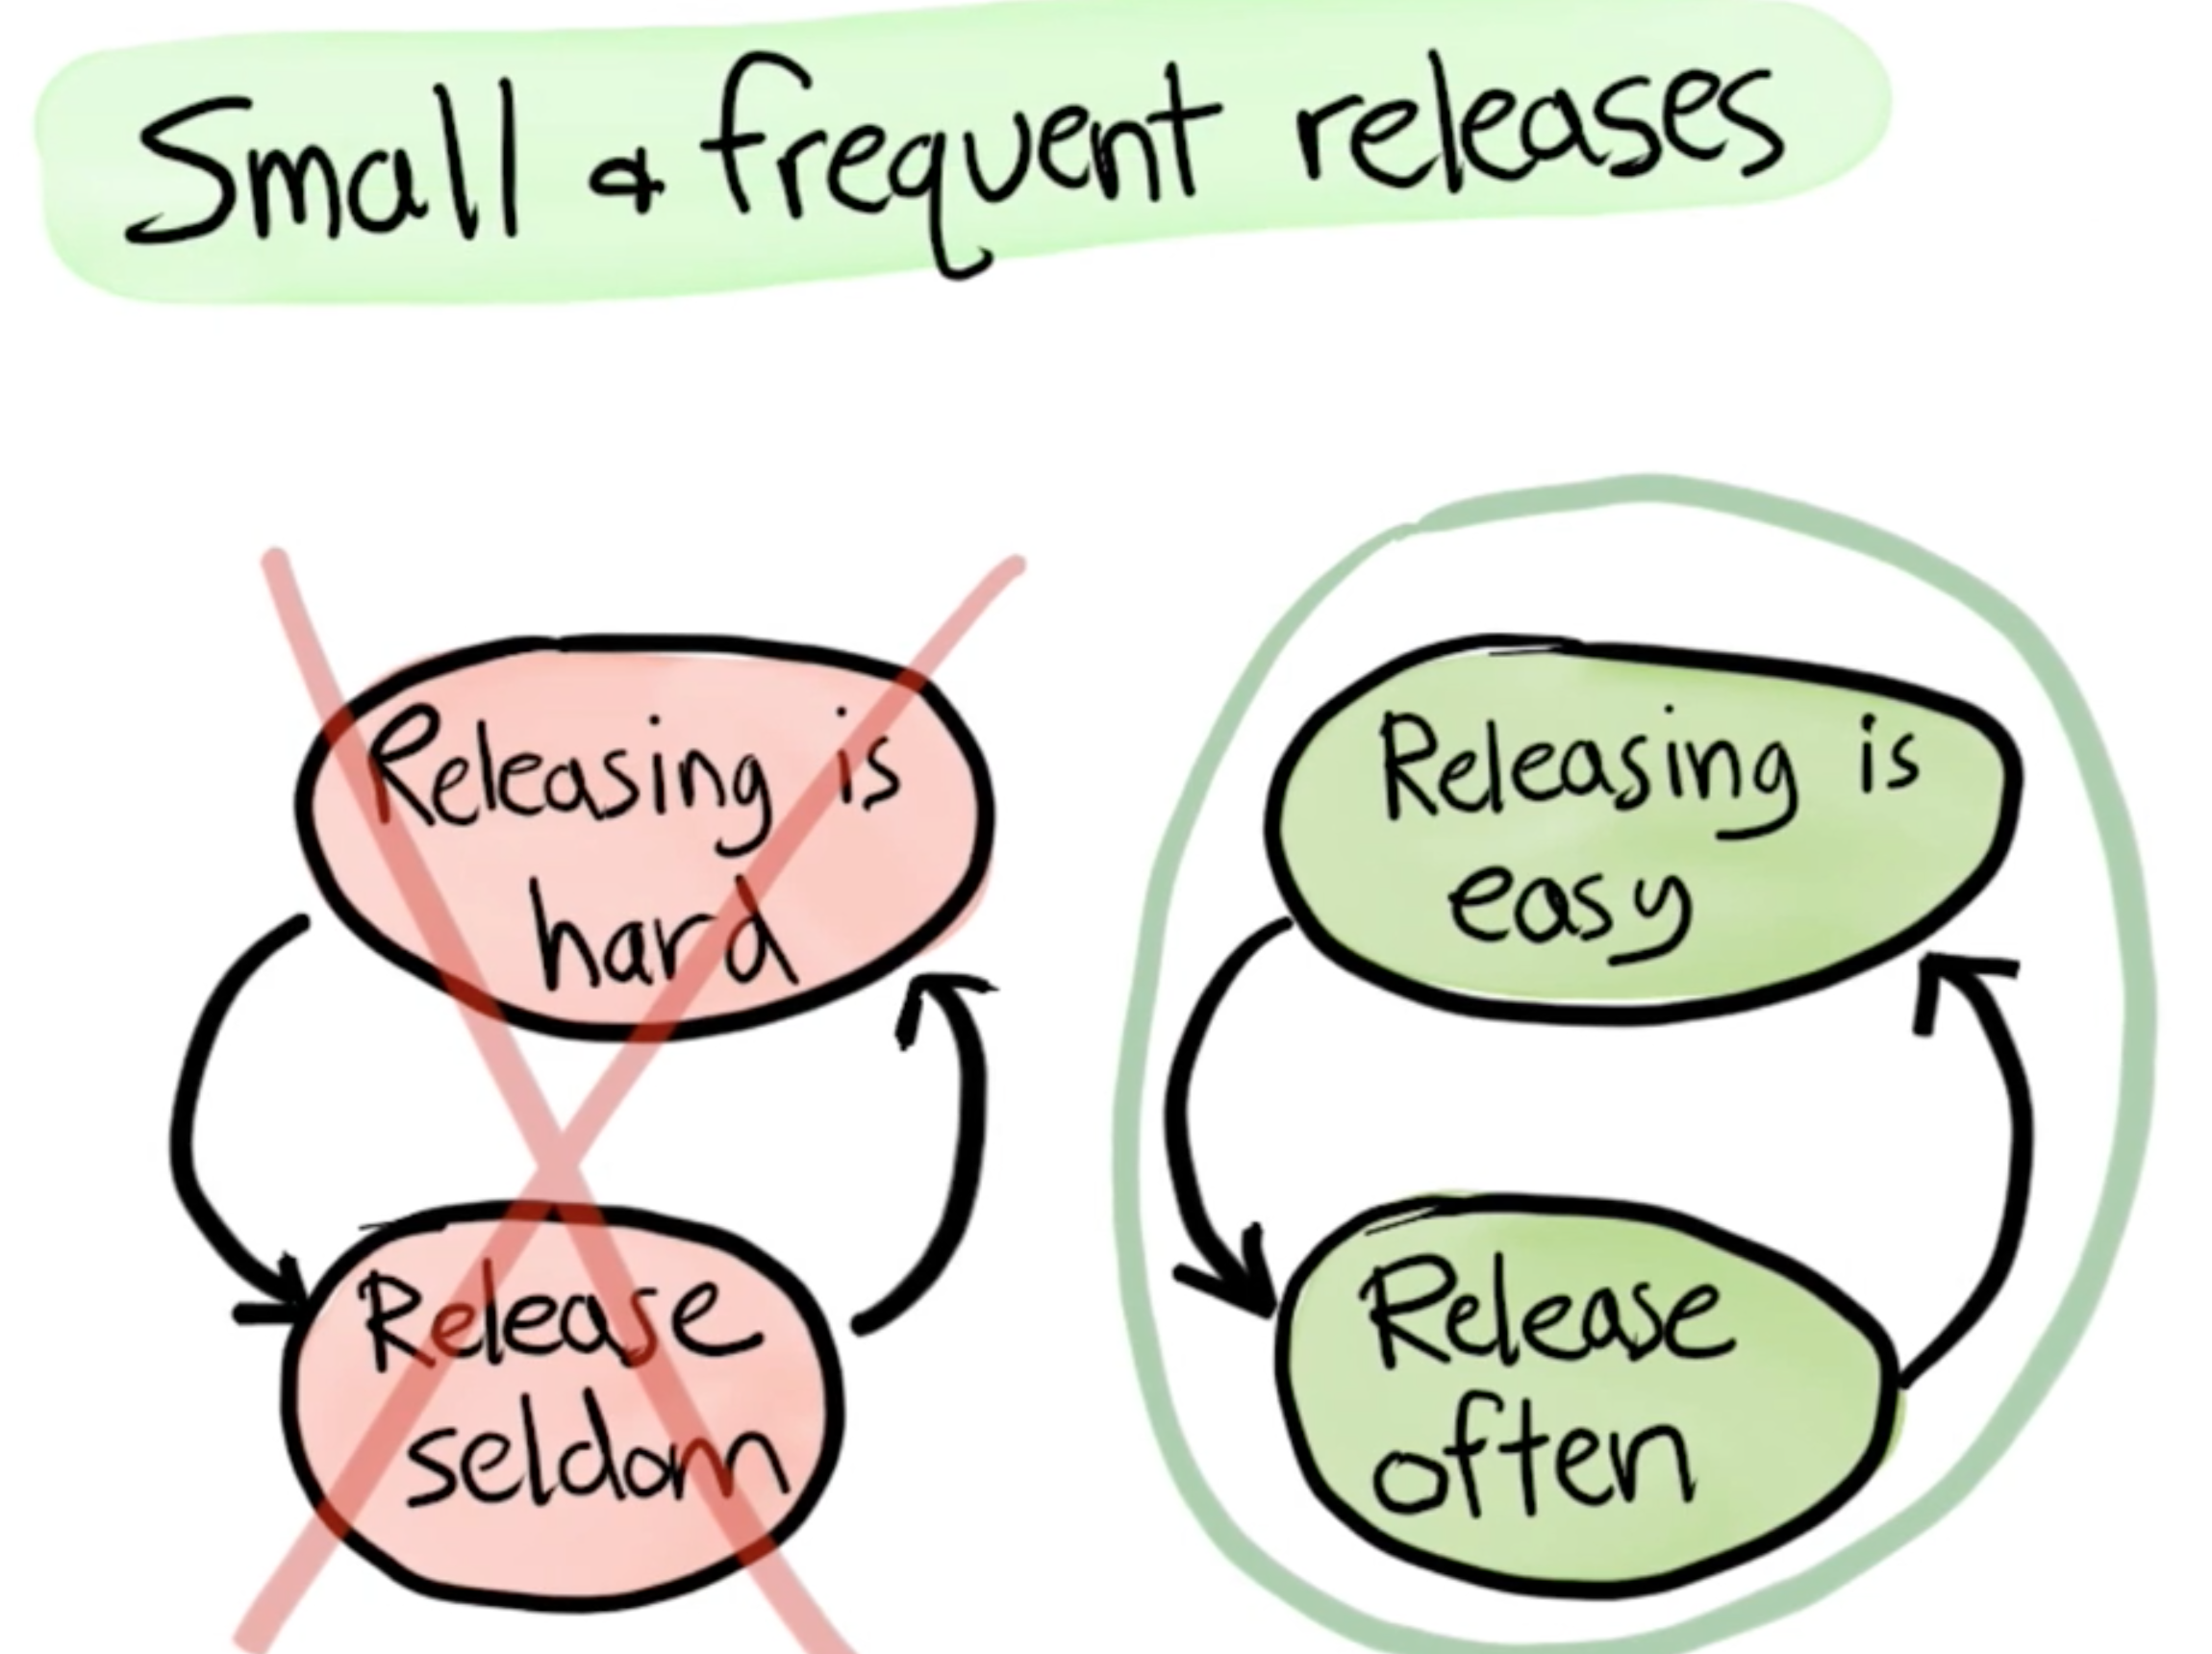 Small & frequent releases
Releasing is
hard
Release
seldom
Releasing is
easy
Release
often